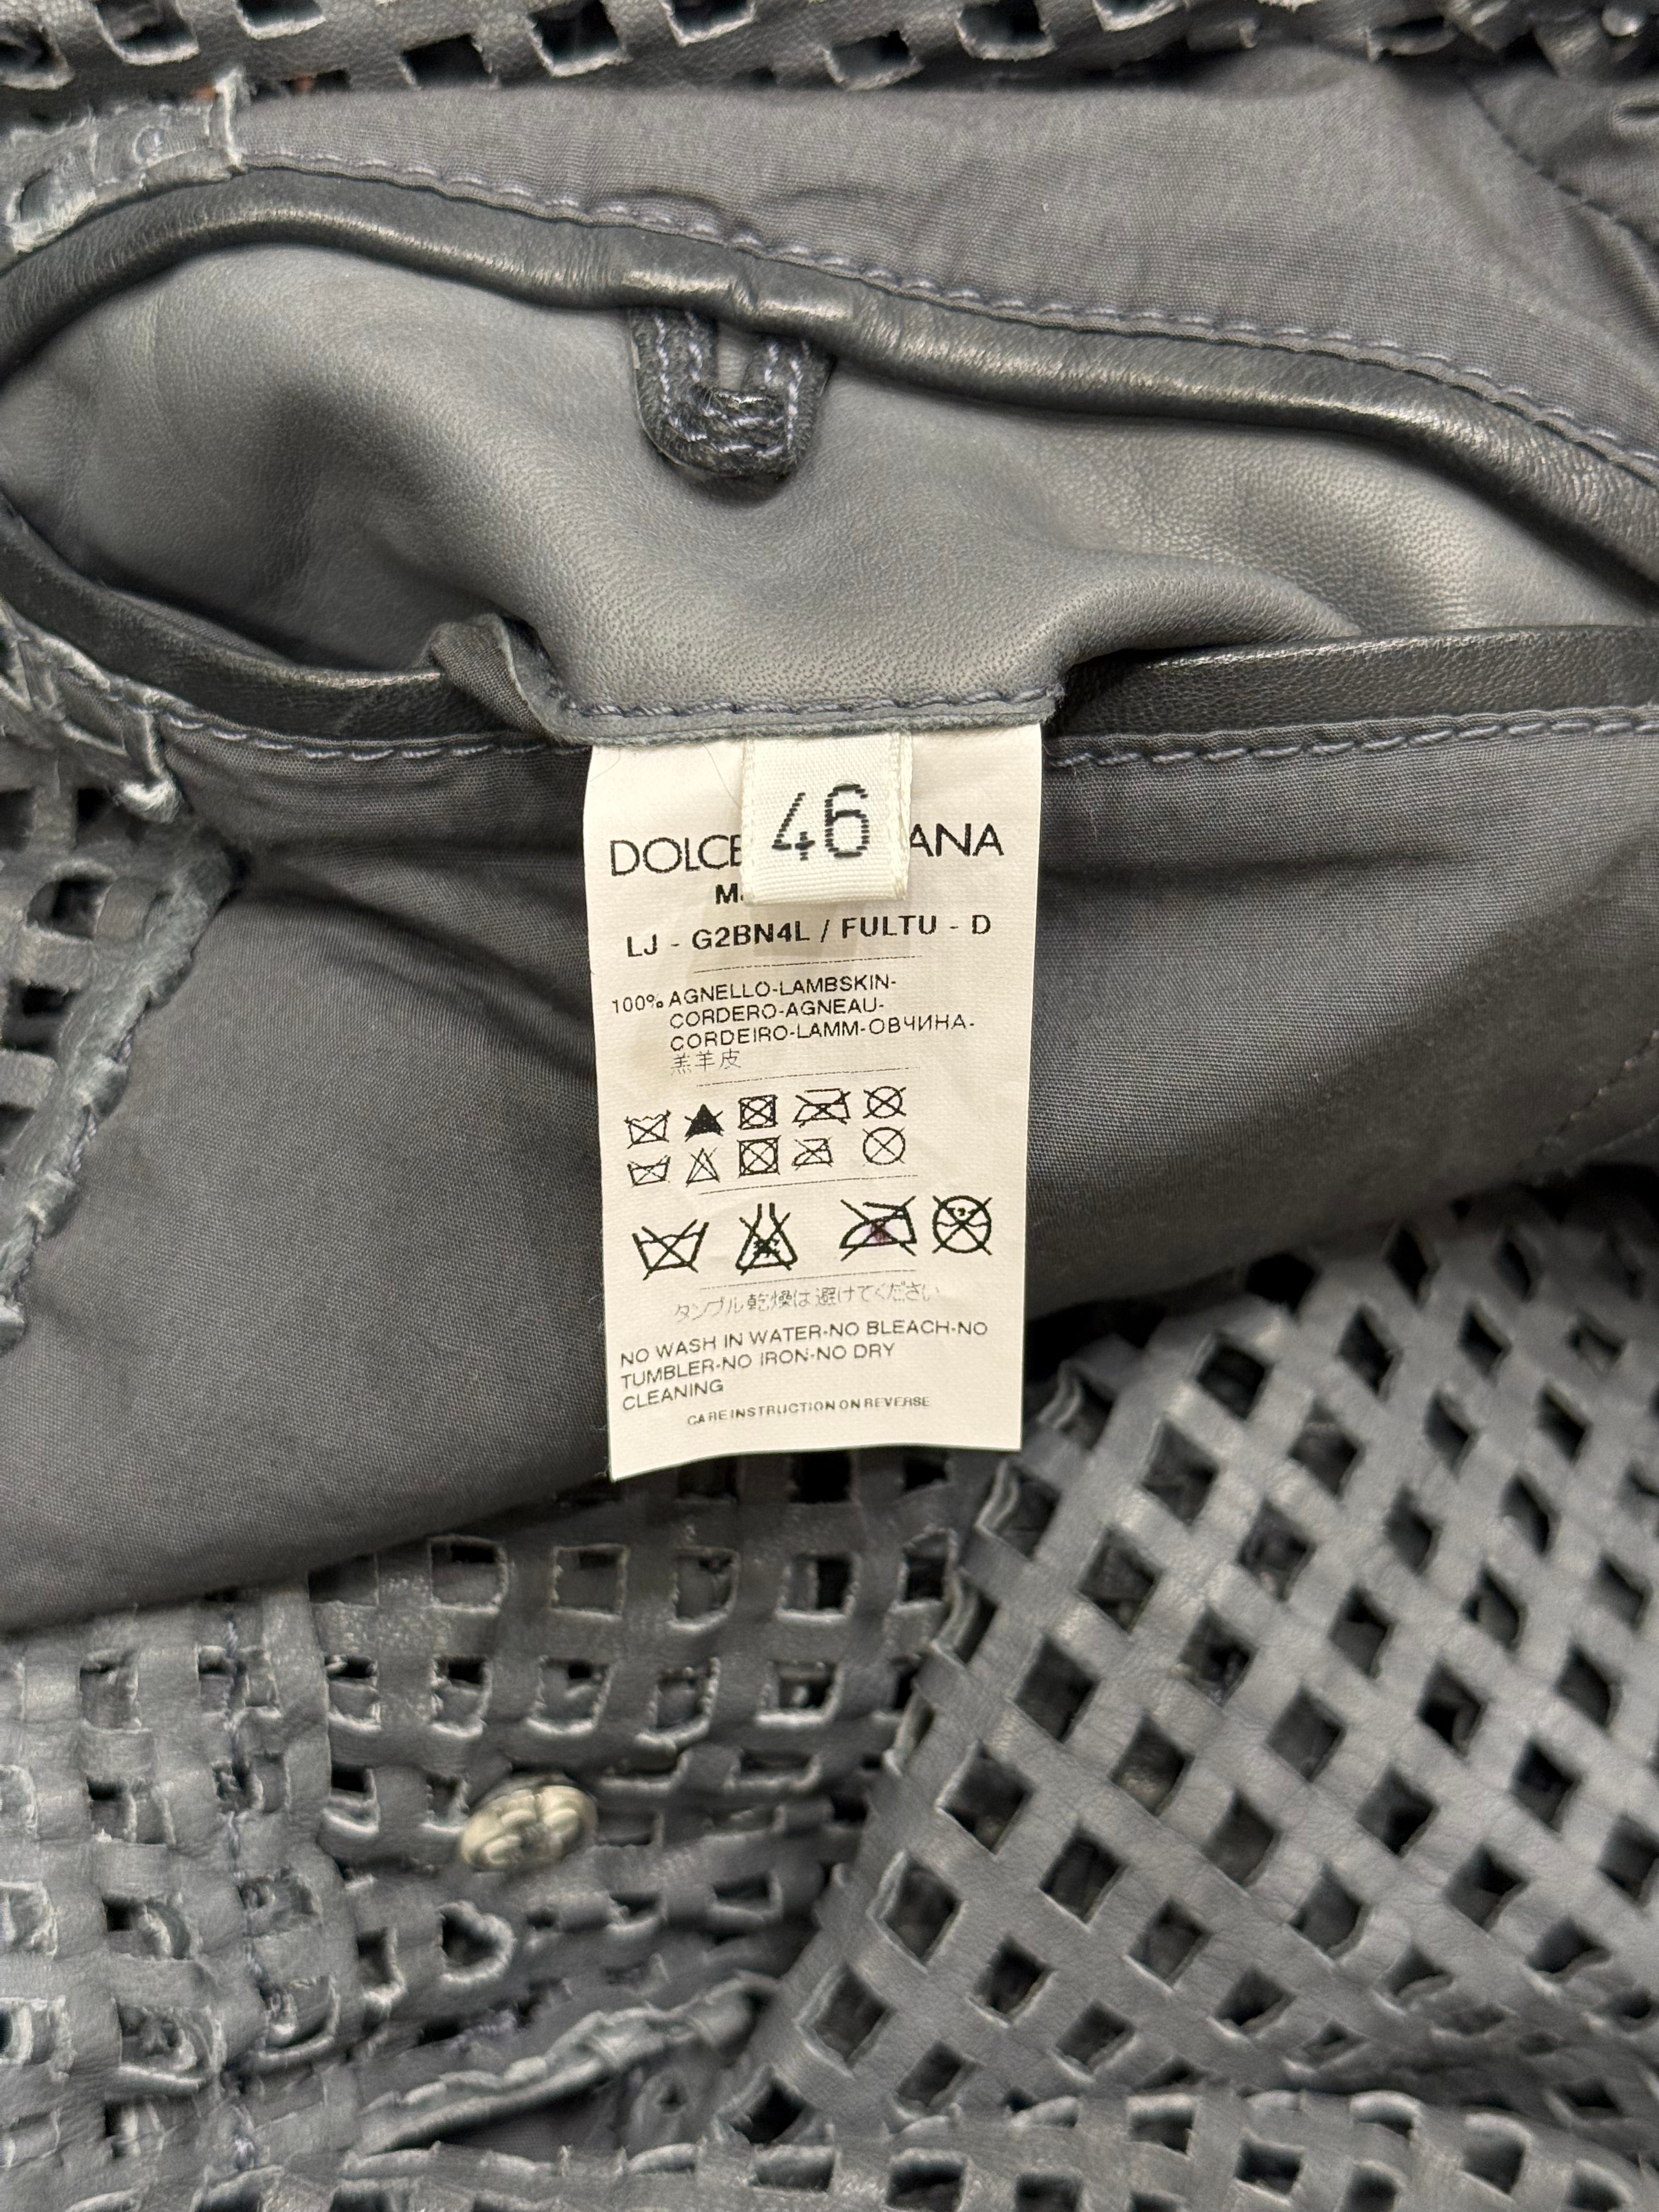 46
DOLCE ANA
LJ - G2BN4L / FULTU - D
100% AGNELLO-LAMBSKIN-
CORDERO-AGNEAU-
CORDEIRO-LAMM-ОВЧИНА-
羔羊皮
タンブル乾燥は避けてください
NO WASH IN WATER-NO BLEACH-NO
TUMBLER-NO IRON-NO DRY
CLEANING
CARE INSTRUCTION ON REVERSE